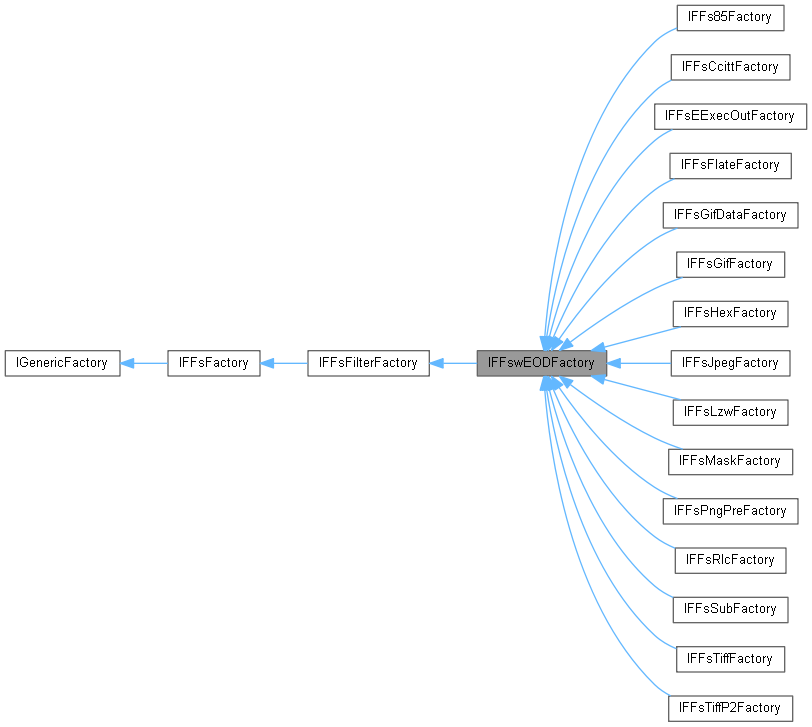 IFFs85Factory
IFFsCcittFactory
IFFsEExecOutFactory
IFFsFlateFactory
IFFsGifDataFactory
IFFsGifFactory
IFFsHexFactory
IGenericFactory
IFFsFactory
IFFsFilterFactory
IFFswEODFactory
IFFsJpegFactory
IFFsLzwFactory
IFFsMaskFactory
IFFsPngPreFactory
IFFsRlcFactory
IFFsSubFactory
IFFsTiffFactory
IFFsTiffP2Factory